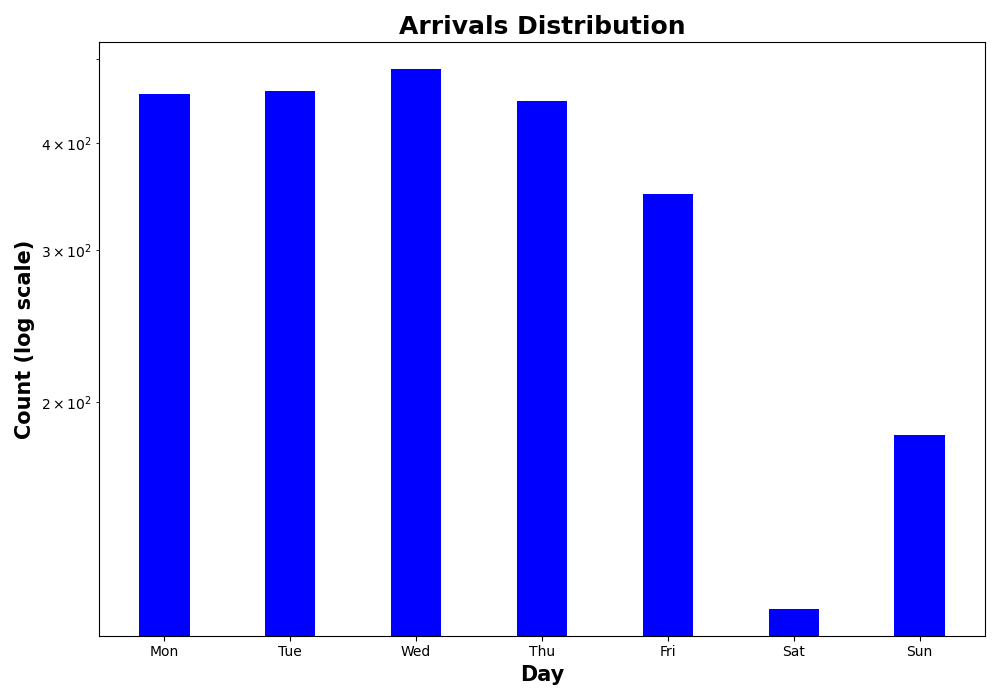 Arrivals Distribution
Count (log scale)
4 × 10²
3 × 10²
2 × 10²
Mon Tue Wed Thu Fri Sat Sun
Day